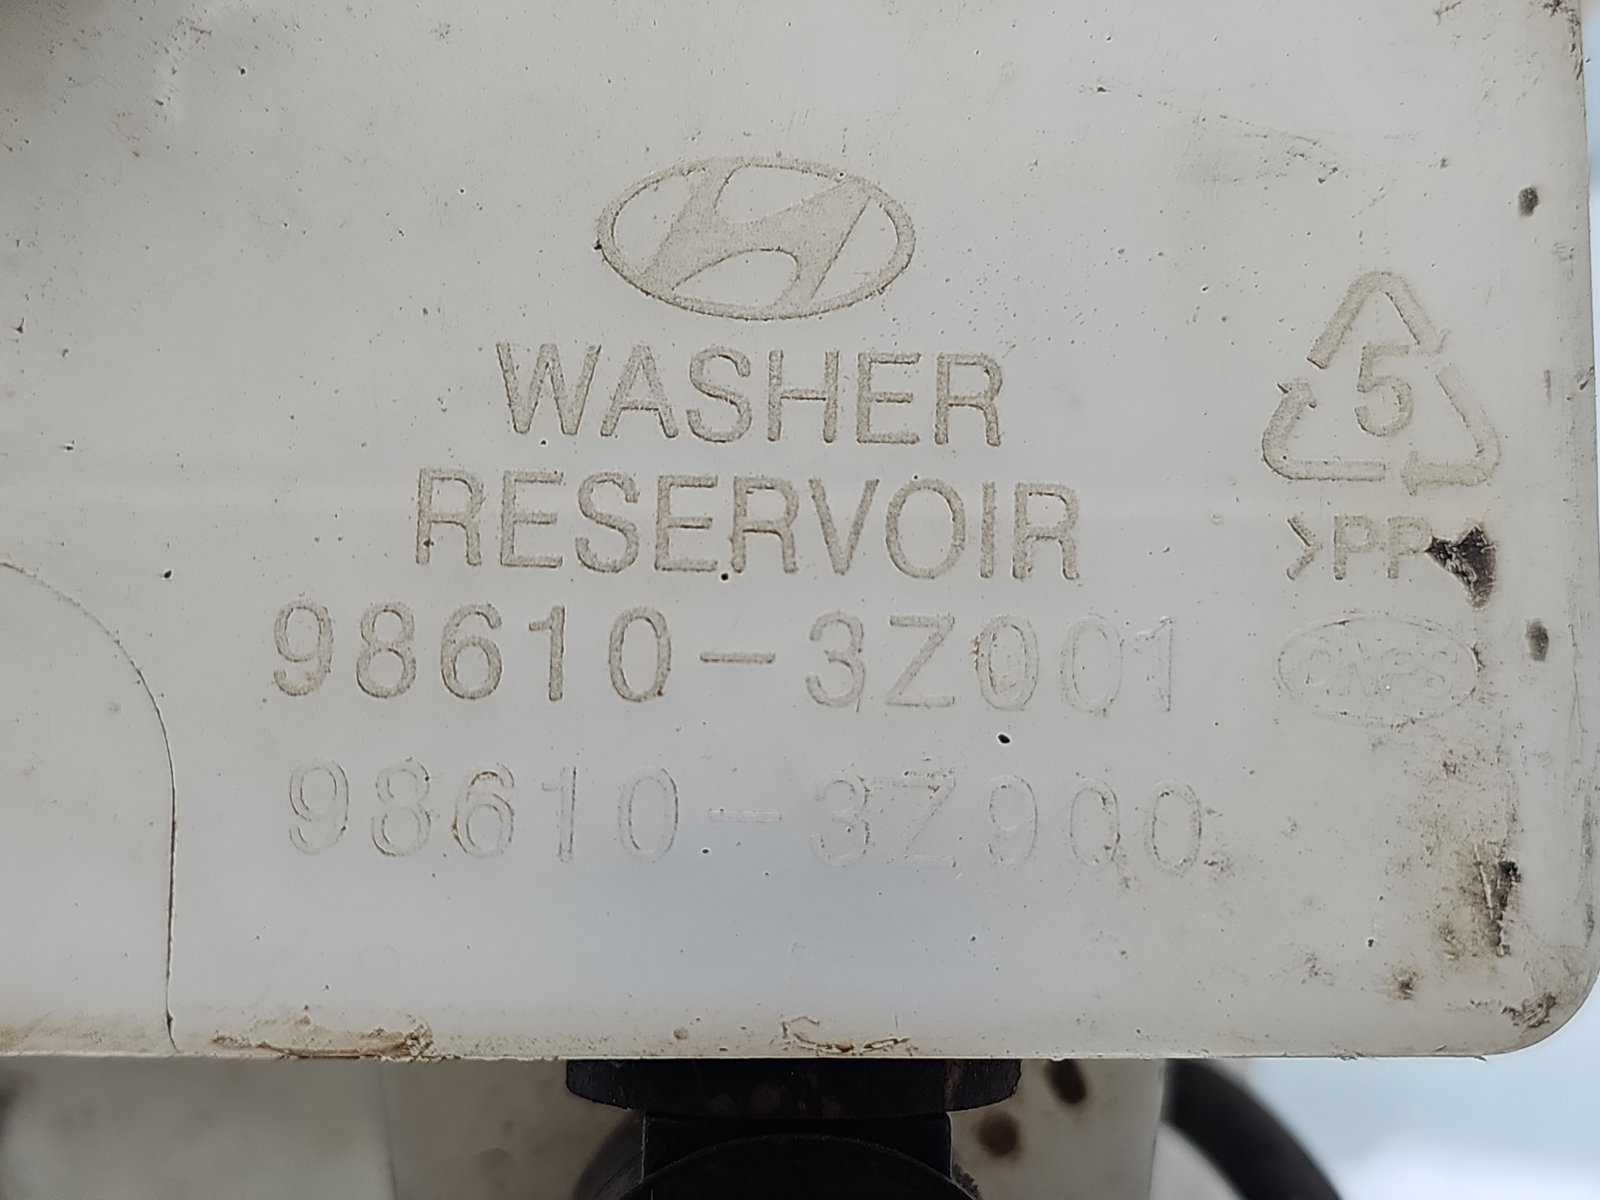 WASHER
RESERVOIR
98610-3Z001
98610-3Z900
5
>PP